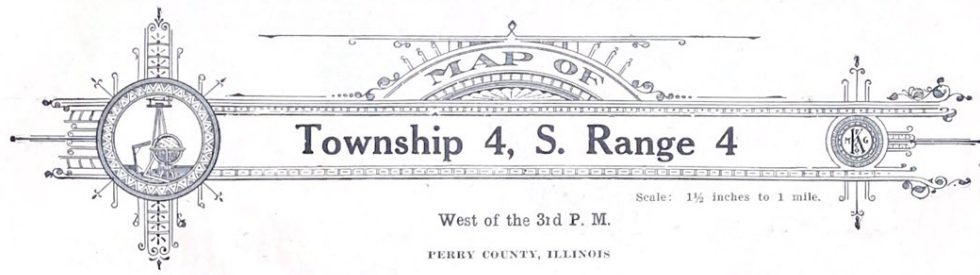 MAP OF
Township 4, S. Range 4
Scale: 1½ inches to 1 mile.
West of the 3rd P. M.
PERRY COUNTY, ILLINOIS